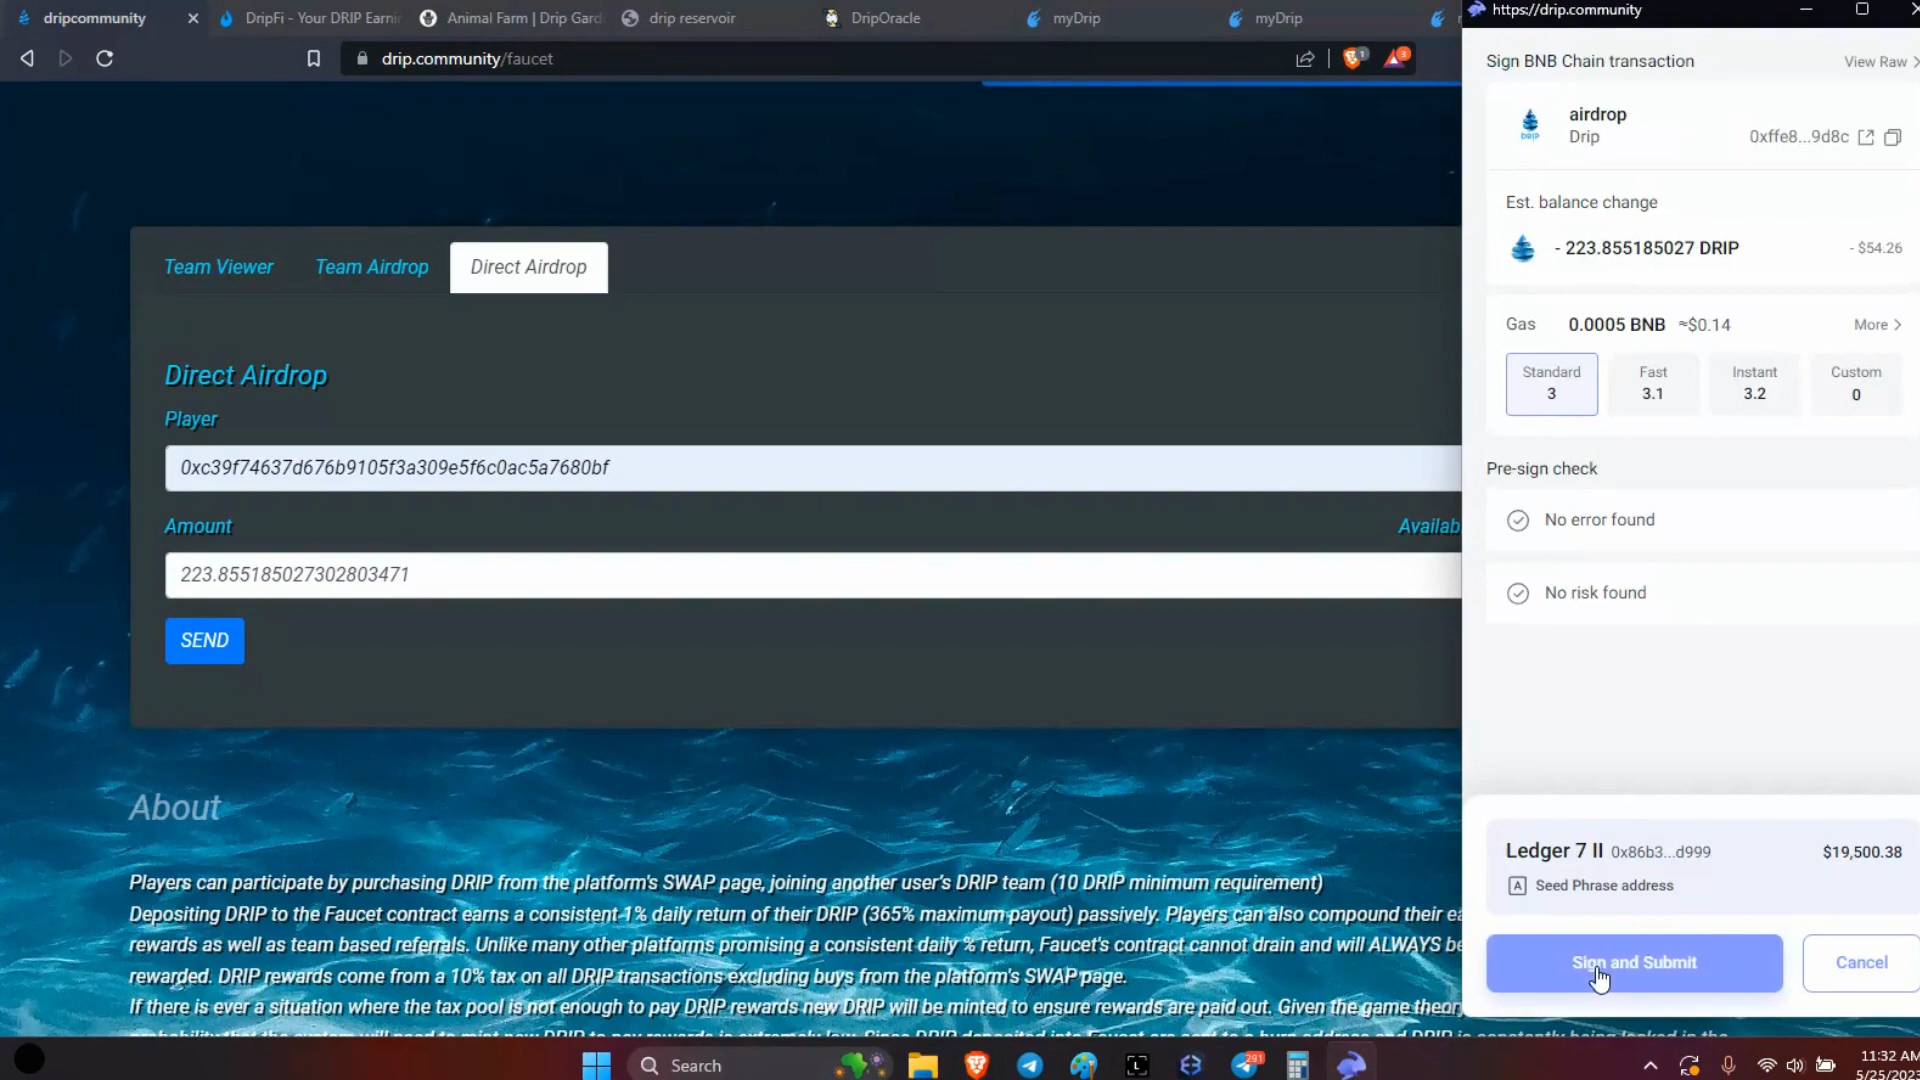 dripcommunity
DripFi - Your DRIP Earni
Animal Farm | Drip Gard
drip reservoir
DripOracle
myDrip
myDrip
https://drip.community
drip.community/faucet
1
3
Sign BNB Chain transaction
View Raw >
airdrop
Drip
DRIP
0xffe8...9d8c
Est. balance change
- 223.855185027 DRIP
- $54.26
Gas
0.0005 BNB ≈$0.14
More >
Standard
3
Fast
3.1
Instant
3.2
Custom
0
Pre-sign check
No error found
No risk found
Ledger 7 II 0x86b3...d999
$19,500.38
A Seed Phrase address
Sign and Submit
Cancel
Team Viewer
Team Airdrop
Direct Airdrop
Direct Airdrop
Player
0xc39f74637d676b9105f3a309e5f6c0ac5a7680bf
Amount
Availab
223.855185027302803471
SEND
About
Players can participate by purchasing DRIP from the platform's SWAP page, joining another user's DRIP team (10 DRIP minimum requirement)
Depositing DRIP to the Faucet contract earns a consistent 1% daily return of their DRIP (365% maximum payout) passively. Players can also compound their ea
rewards as well as team based referrals. Unlike many other platforms promising a consistent daily % return, Faucet's contract cannot drain and will ALWAYS be
rewarded. DRIP rewards come from a 10% tax on all DRIP transactions excluding buys from the platform's SWAP page.
If there is ever a situation where the tax pool is not enough to pay DRIP rewards new DRIP will be minted to ensure rewards are paid out. Given the game theory
Search
291
11:32 AM
5/25/2023